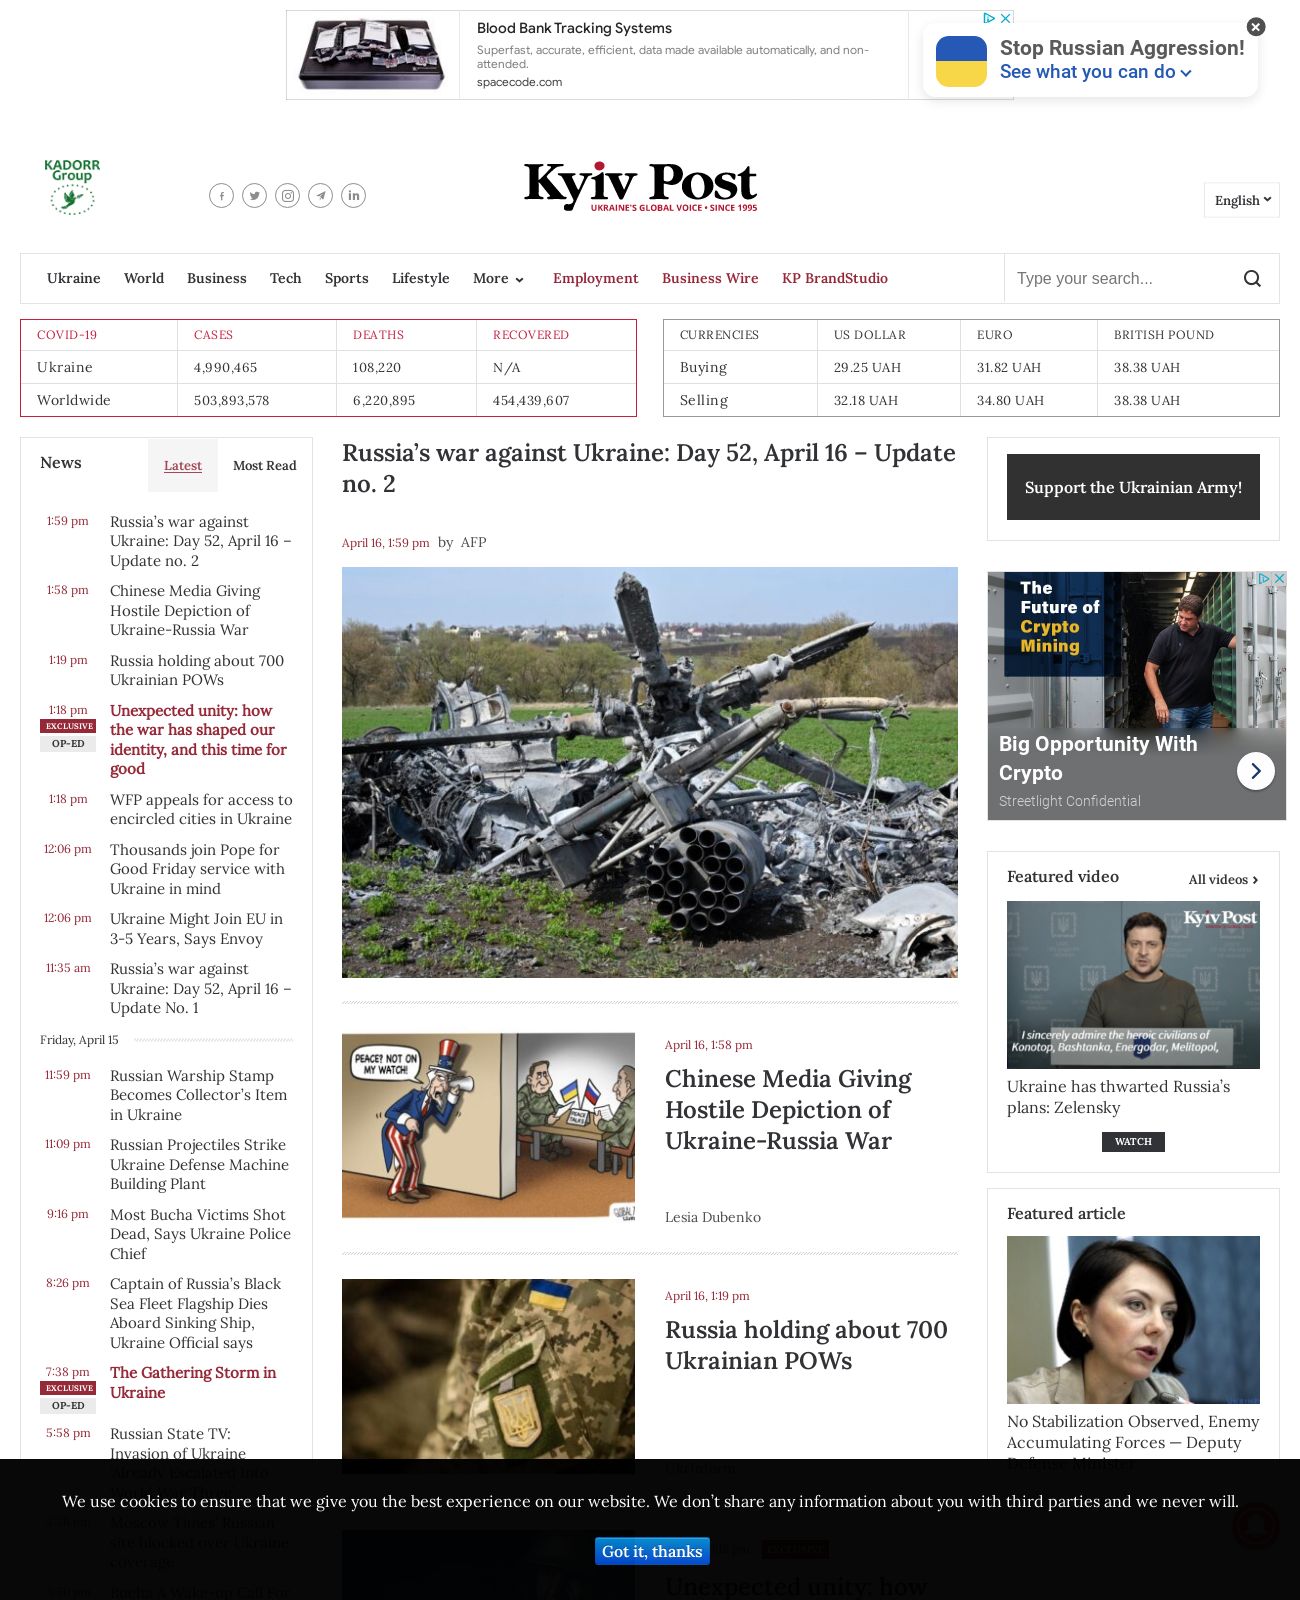 Blood Bank Tracking Systems
Superfast, accurate, efficient, data made available automatically, and non-
attended.
spacecode.com
Stop Russian Aggression!
See what you can do
KADORR
Group
Kyiv Post
UKRAINE'S GLOBAL VOICE • SINCE 1995
English
Ukraine World Business Tech Sports Lifestyle More Employment Business Wire KP BrandStudio
Type your search...
COVID-19 CASES DEATHS RECOVERED
Ukraine 4,990,465 108,220 N/A
Worldwide 503,893,578 6,220,895 454,439,607
CURRENCIES US DOLLAR EURO BRITISH POUND
Buying 29.25 UAH 31.82 UAH 38.38 UAH
Selling 32.18 UAH 34.80 UAH 38.38 UAH
News Latest Most Read
1:59 pm Russia’s war against
Ukraine: Day 52, April 16 –
Update no. 2
1:58 pm Chinese Media Giving
Hostile Depiction of
Ukraine-Russia War
1:19 pm Russia holding about 700
Ukrainian POWs
1:18 pm Unexpected unity: how
EXCLUSIVE the war has shaped our
OP-ED identity, and this time for
good
1:18 pm WFP appeals for access to
encircled cities in Ukraine
12:06 pm Thousands join Pope for
Good Friday service with
Ukraine in mind
12:06 pm Ukraine Might Join EU in
3-5 Years, Says Envoy
11:35 am Russia’s war against
Ukraine: Day 52, April 16 –
Update No. 1
Friday, April 15
11:59 pm Russian Warship Stamp
Becomes Collector’s Item
in Ukraine
11:09 pm Russian Projectiles Strike
Ukraine Defense Machine
Building Plant
9:16 pm Most Bucha Victims Shot
Dead, Says Ukraine Police
Chief
8:26 pm Captain of Russia’s Black
Sea Fleet Flagship Dies
Aboard Sinking Ship,
Ukraine Official says
7:38 pm The Gathering Storm in
EXCLUSIVE Ukraine
OP-ED
5:58 pm Russian State TV:
Invasion of Ukraine
Already Escalated Into
Moscow Times’ Russian
site blocked over Ukraine
coverage
Russia’s war against Ukraine: Day 52, April 16 – Update
no. 2
April 16, 1:59 pm by AFP
PEACE? NOT ON
MY WATCH!
PEACE
TALKS
April 16, 1:58 pm
Chinese Media Giving
Hostile Depiction of
Ukraine-Russia War
Lesia Dubenko
April 16, 1:19 pm
Russia holding about 700
Ukrainian POWs
Ukrinform
EXCLUSIVE
Unexpected unity: how
Support the Ukrainian Army!
The
Future of
Crypto
Mining
Big Opportunity With
Crypto
Streetlight Confidential
Featured video All videos
Kyiv Post
I sincerely admire the heroic civilians of
Konotop, Bashtanka, Energodar, Melitopol,
Ukraine has thwarted Russia’s
plans: Zelensky
WATCH
Featured article
No Stabilization Observed, Enemy
Accumulating Forces — Deputy
Defense Minister
We use cookies to ensure that we give you the best experience on our website. We don’t share any information about you with third parties and we never will.
Got it, thanks